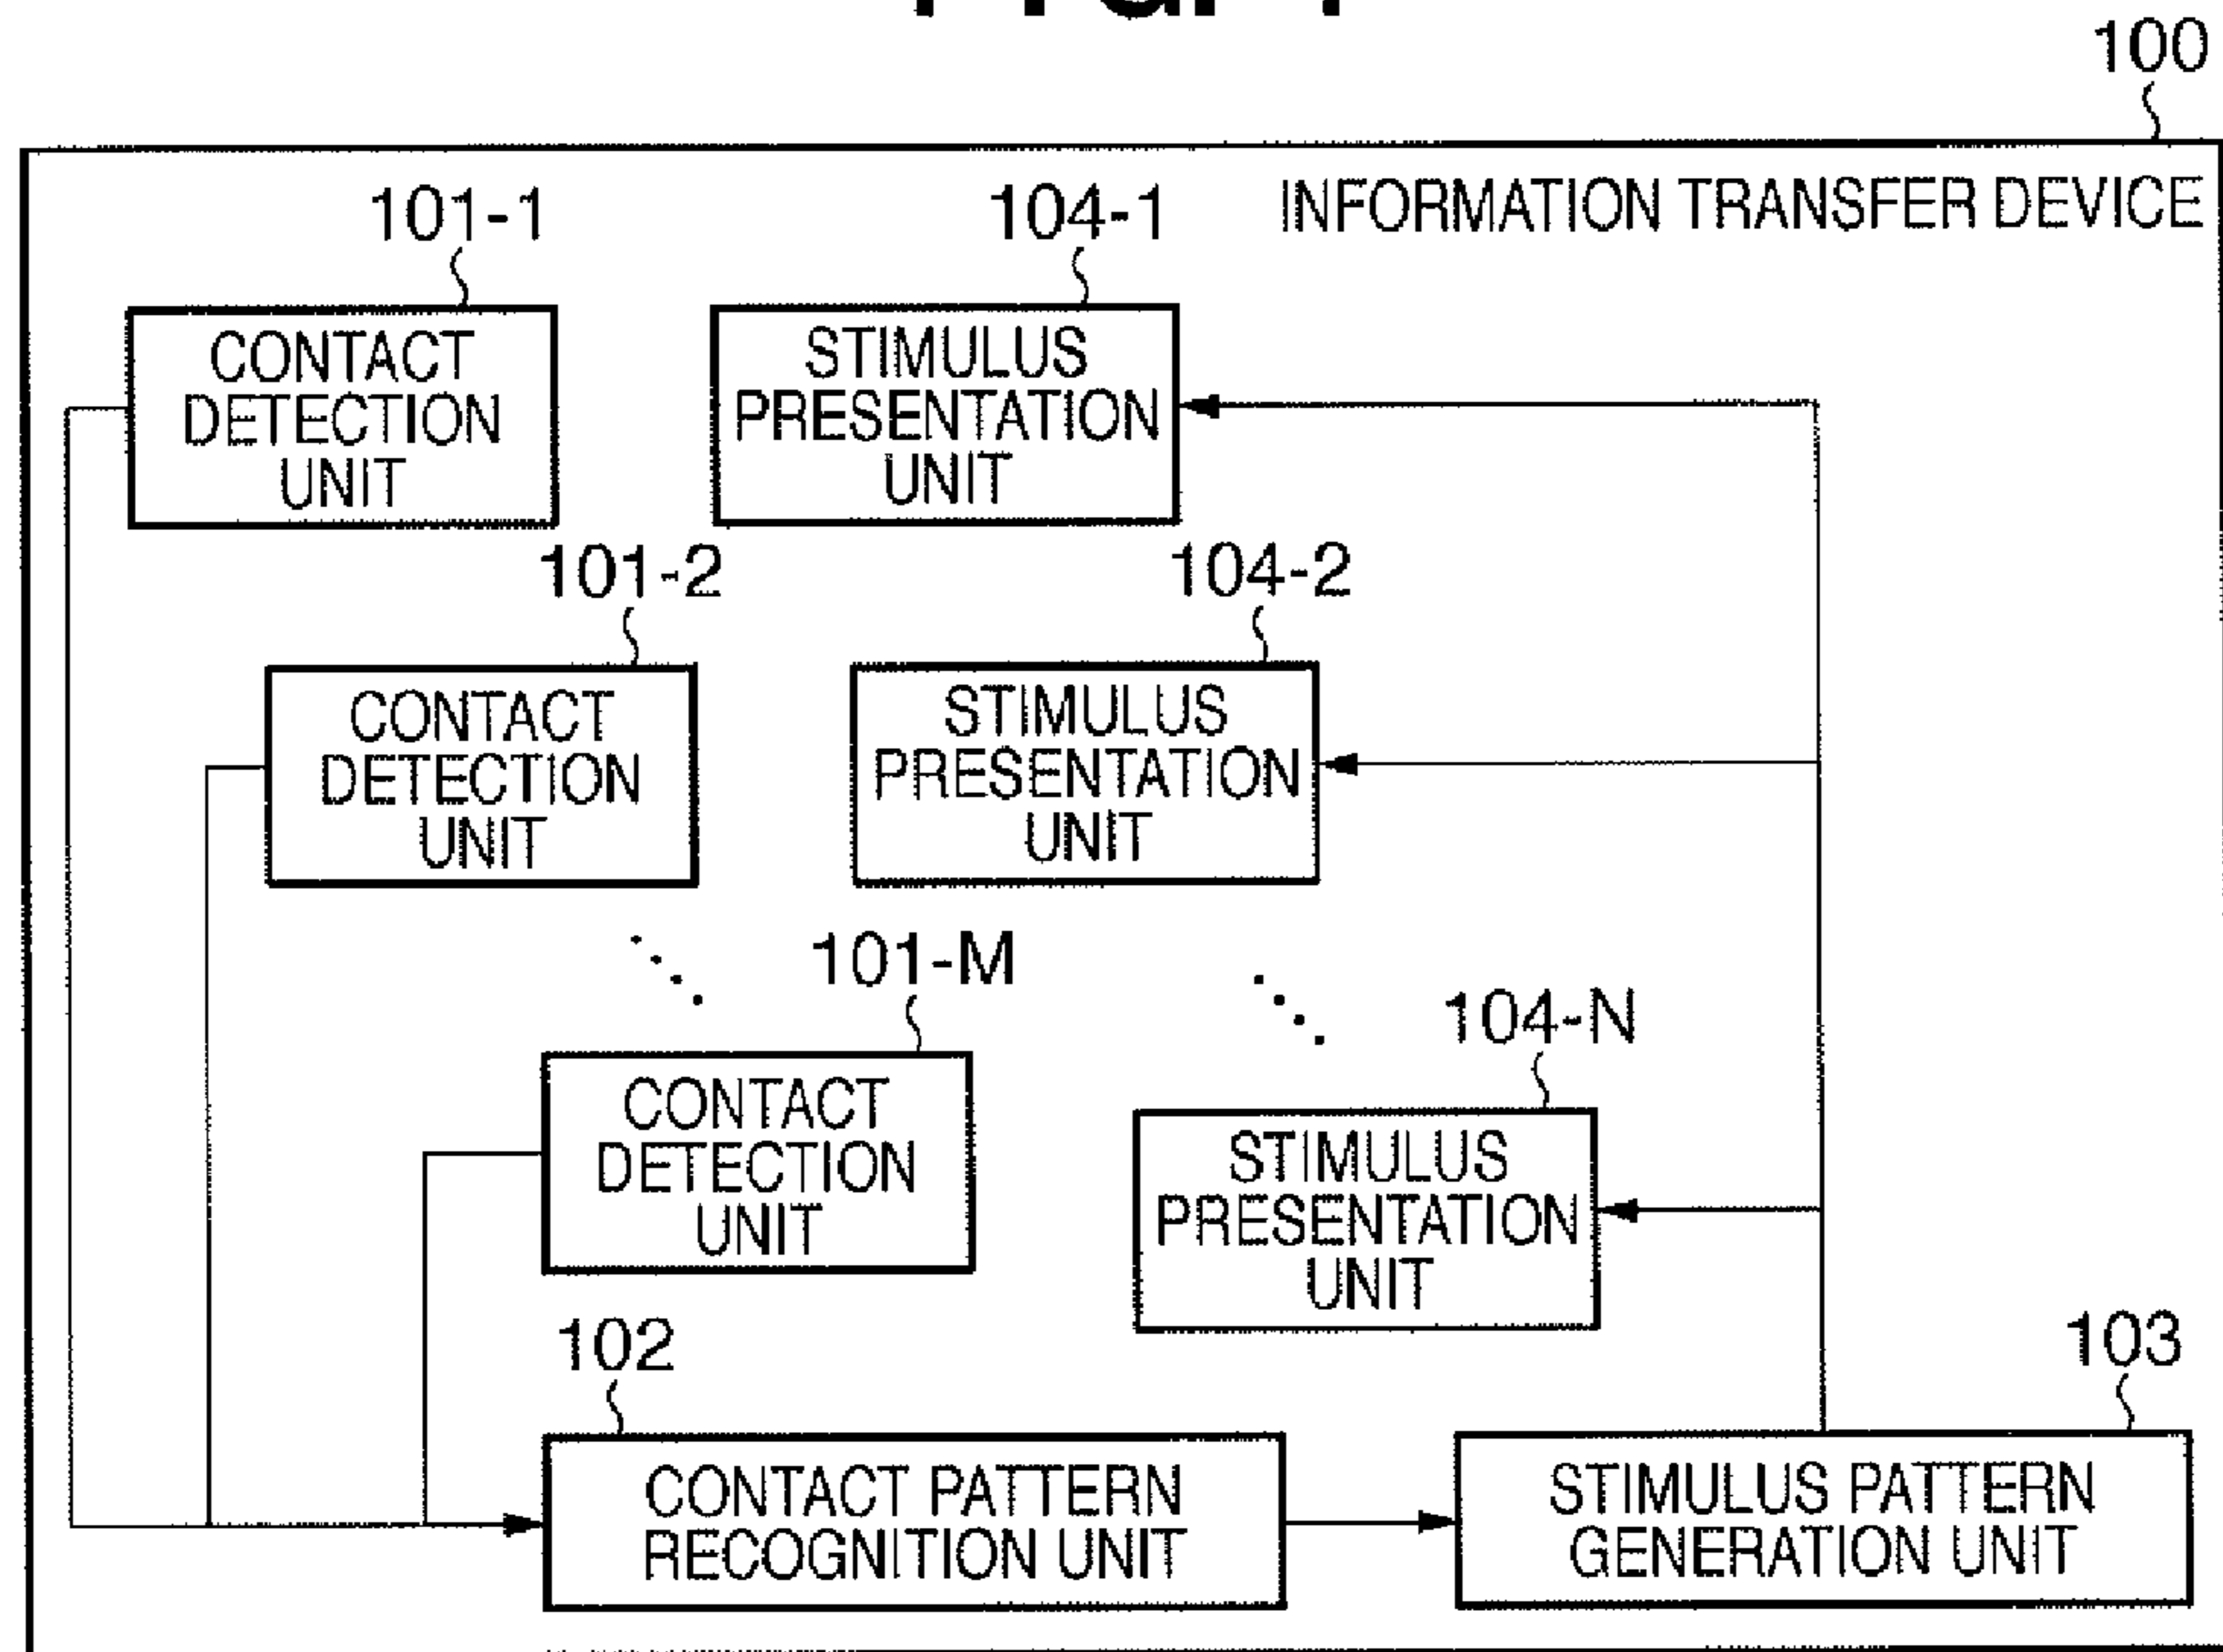 100
INFORMATION TRANSFER DEVICE
101-1
104-1
CONTACT
DETECTION
UNIT
STIMULUS
PRESENTATION
UNIT
101-2
104-2
CONTACT
DETECTION
UNIT
STIMULUS
PRESENTATION
UNIT
101-M
104-N
CONTACT
DETECTION
UNIT
STIMULUS
PRESENTATION
UNIT
102
103
CONTACT PATTERN
RECOGNITION UNIT
STIMULUS PATTERN
GENERATION UNIT